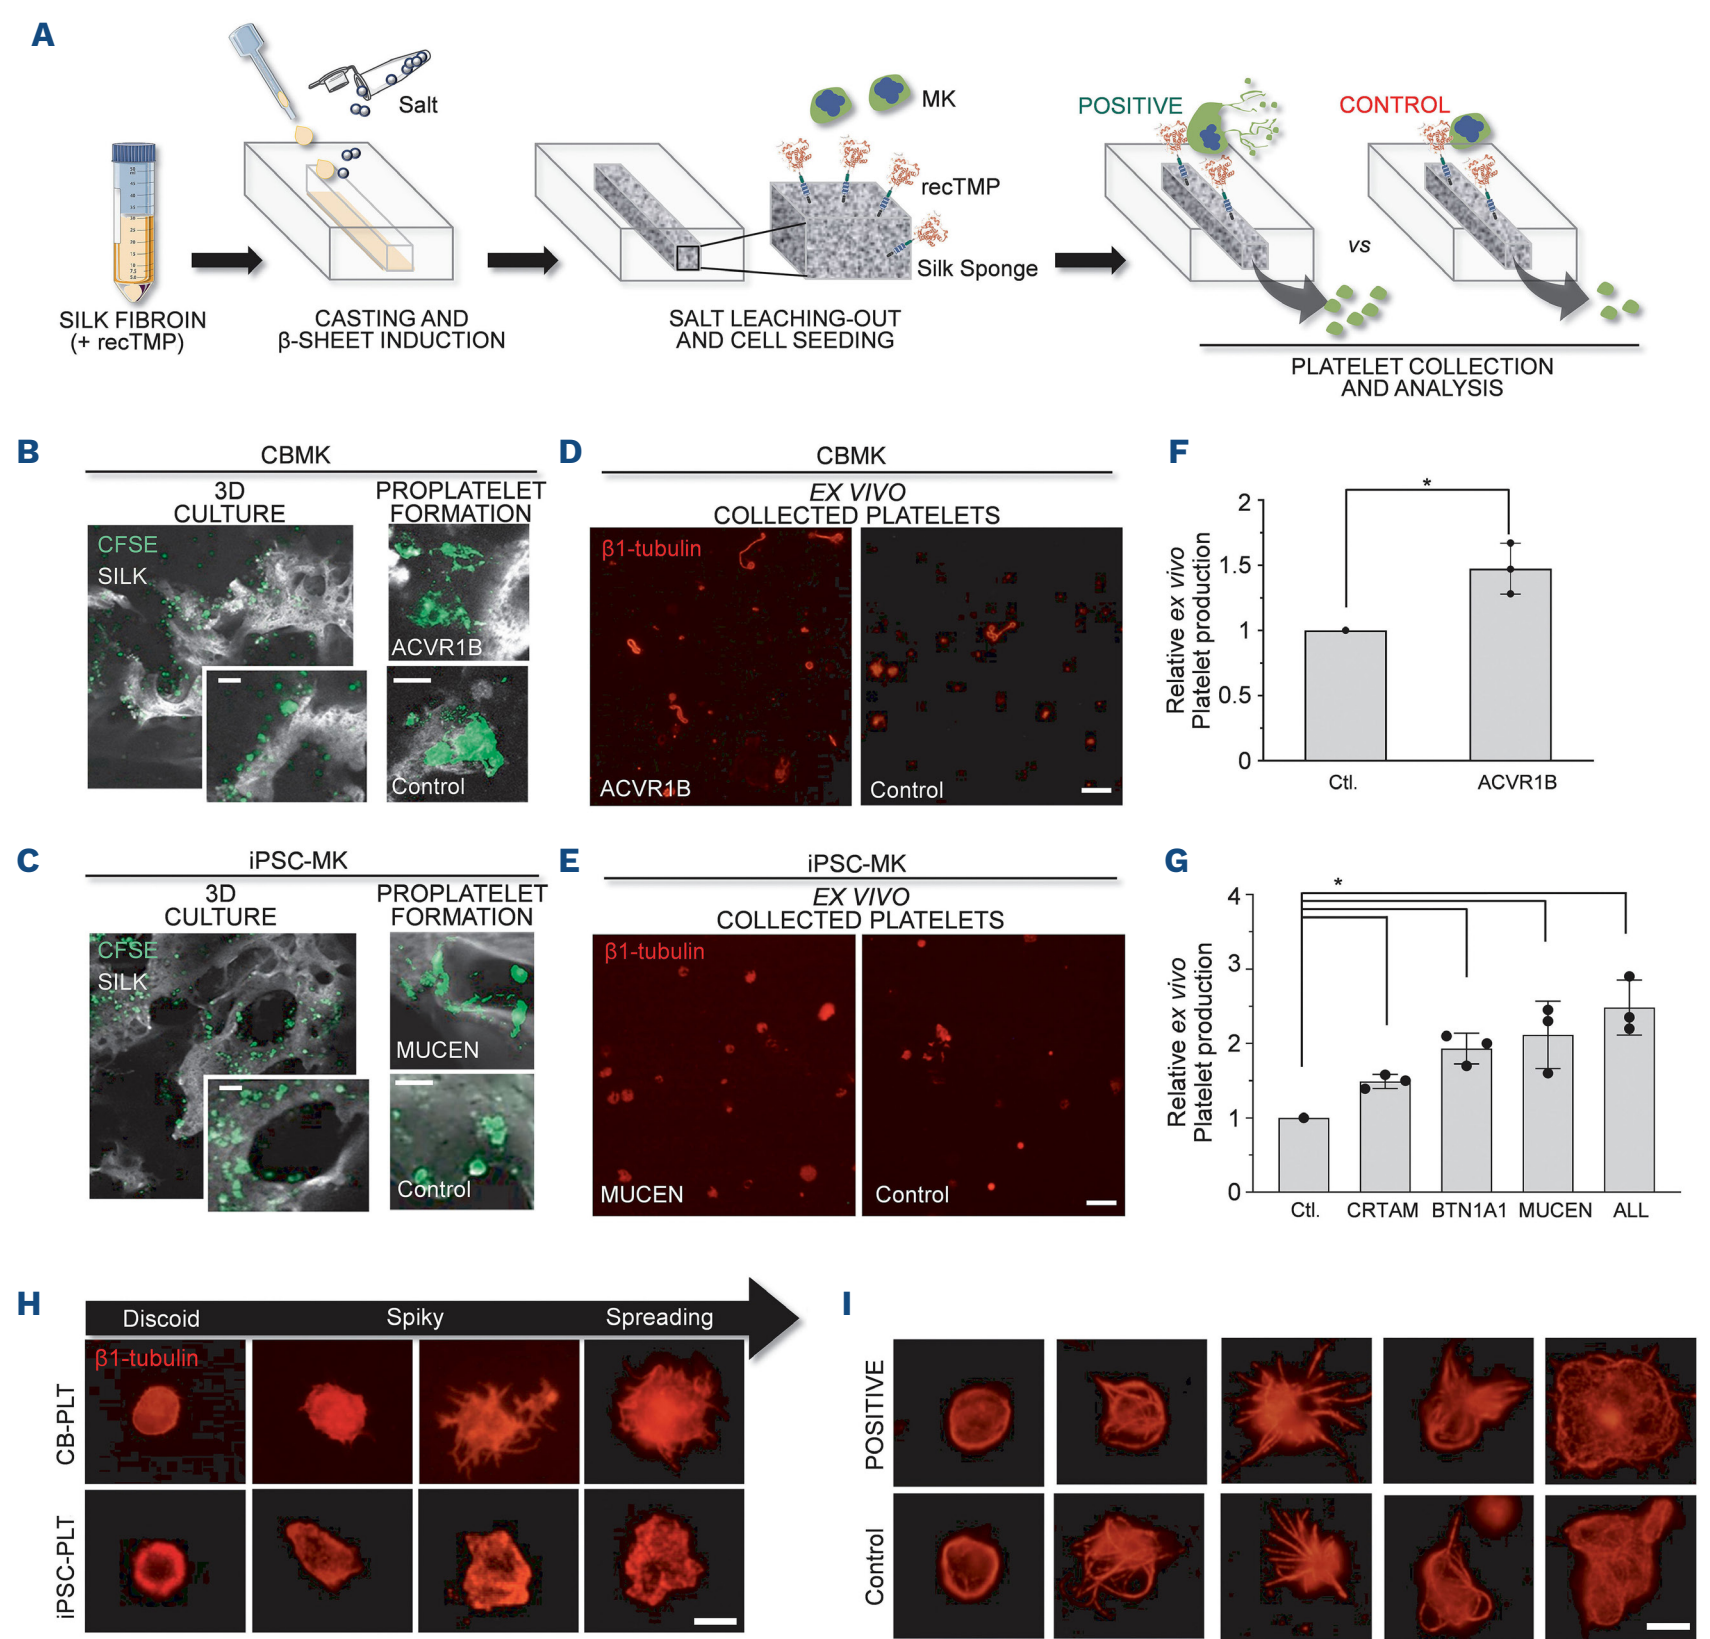 A
Salt
MK
POSITIVE
CONTROL
recTMP
Silk Sponge
vs
SILK FIBROIN
(+ recTMP)
CASTING AND
β-SHEET INDUCTION
SALT LEACHING-OUT
AND CELL SEEDING
PLATELET COLLECTION
AND ANALYSIS
B
CBMK
3D
CULTURE
PROPLATELET
FORMATION
CFSE
SILK
ACVR1B
Control
D
CBMK
EX VIVO
COLLECTED PLATELETS
β1-tubulin
ACVR1B
Control
F
Relative ex vivo
Platelet production
2
1.5
1
0.5
0
*
Ctl.
ACVR1B
C
iPSC-MK
3D
CULTURE
PROPLATELET
FORMATION
CFSE
SILK
MUCEN
Control
E
iPSC-MK
EX VIVO
COLLECTED PLATELETS
β1-tubulin
MUCEN
Control
G
Relative ex vivo
Platelet production
4
3
2
1
0
*
Ctl.
CRTAM
BTN1A1
MUCEN
ALL
H
Discoid
Spiky
Spreading
β1-tubulin
CB-PLT
iPSC-PLT
I
POSITIVE
Control